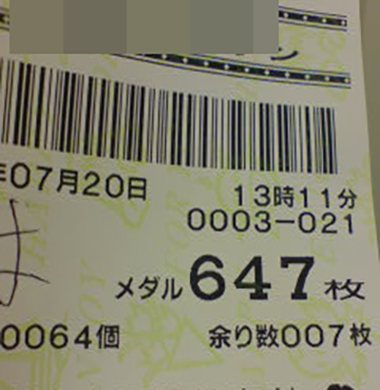 ン
年07月20日
13時11分
0003-021
メダル647枚
0064個 余り数007枚